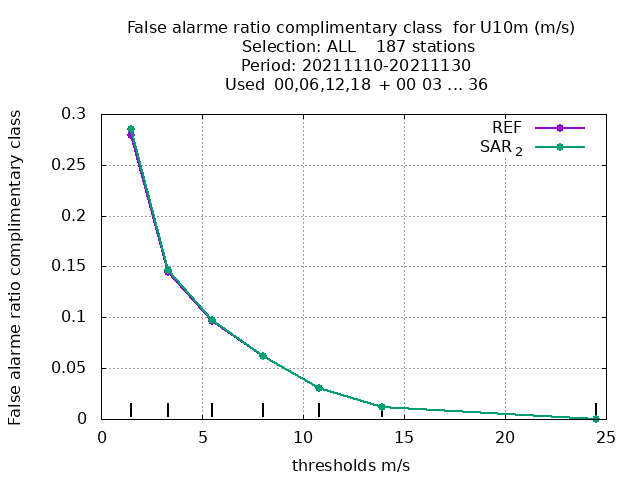 False alarme ratio complimentary class  for U10m (m/s)
Selection: ALL    187 stations
Period: 20211110-20211130
Used  00,06,12,18 + 00 03 ... 36
False alarme ratio complimentary class
REF
SAR 2
0.3
0.25
0.2
0.15
0.1
0.05
0
0 5 10 15 20 25
thresholds m/s